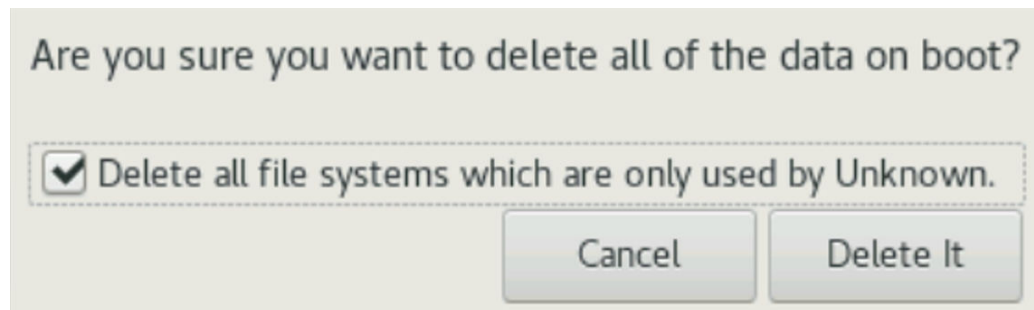 Are you sure you want to delete all of the data on boot?
Delete all file systems which are only used by Unknown.
Cancel Delete It